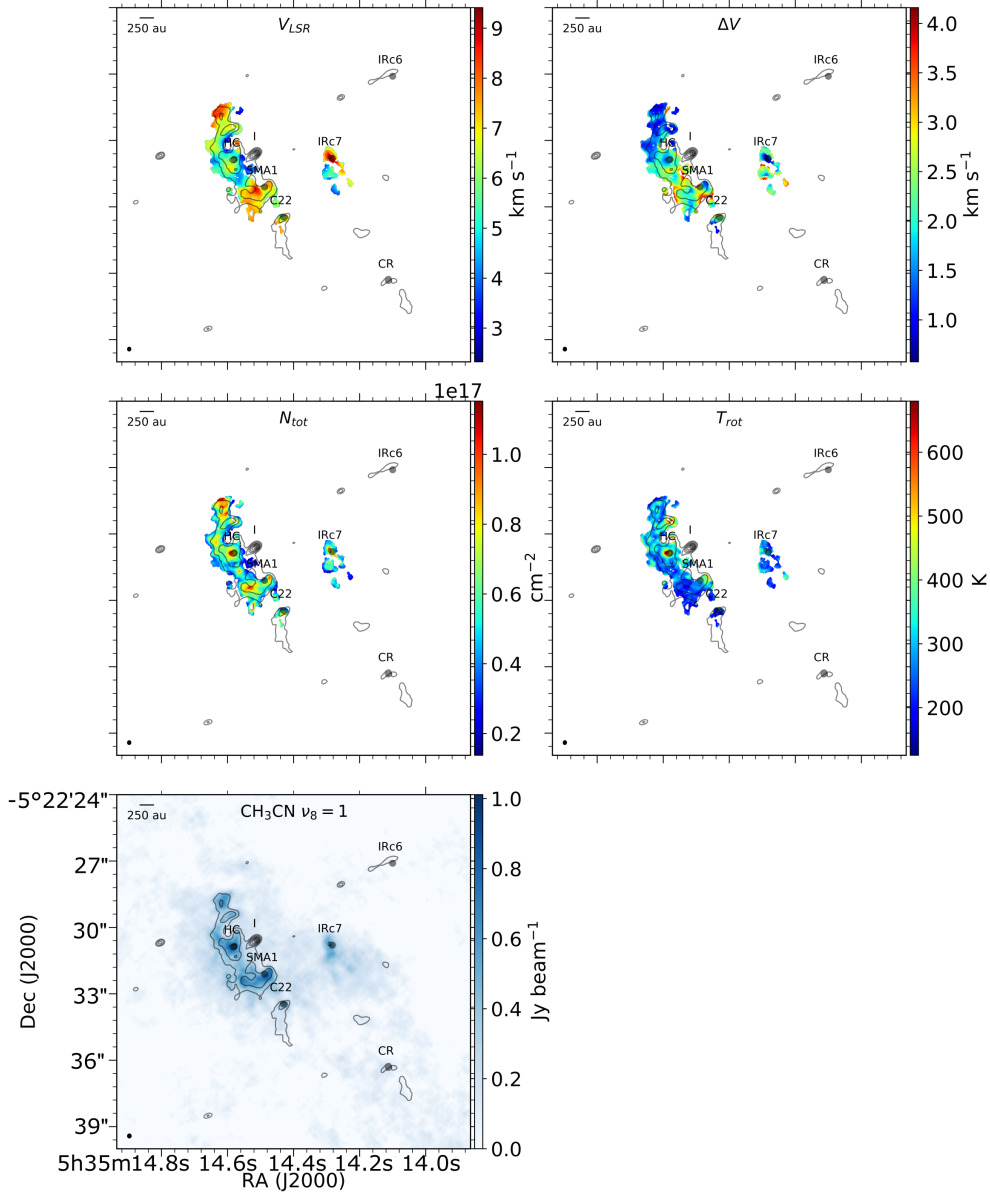 V_LSR
250 au
IRc6
I
HC
IRc7
SMA1
C22
CR
9
8
7
6
5
4
3
km s⁻¹
ΔV
250 au
IRc6
I
HC
IRc7
SMA1
C22
CR
4.0
3.5
3.0
2.5
2.0
1.5
1.0
km s⁻¹
1e17
N_tot
250 au
IRc6
I
HC
IRc7
SMA1
C22
CR
1.0
0.8
0.6
0.4
0.2
cm⁻²
T_rot
250 au
IRc6
I
HC
IRc7
SMA1
C22
CR
600
500
400
300
200
K
CH₃CN ν₈ = 1
250 au
IRc6
I
HC
IRc7
SMA1
C22
CR
1.0
0.8
0.6
0.4
0.2
0.0
Jy beam⁻¹
-5°22'24"
27"
30"
33"
36"
39"
Dec (J2000)
5h35m14.8s 14.6s 14.4s 14.2s 14.0s
RA (J2000)